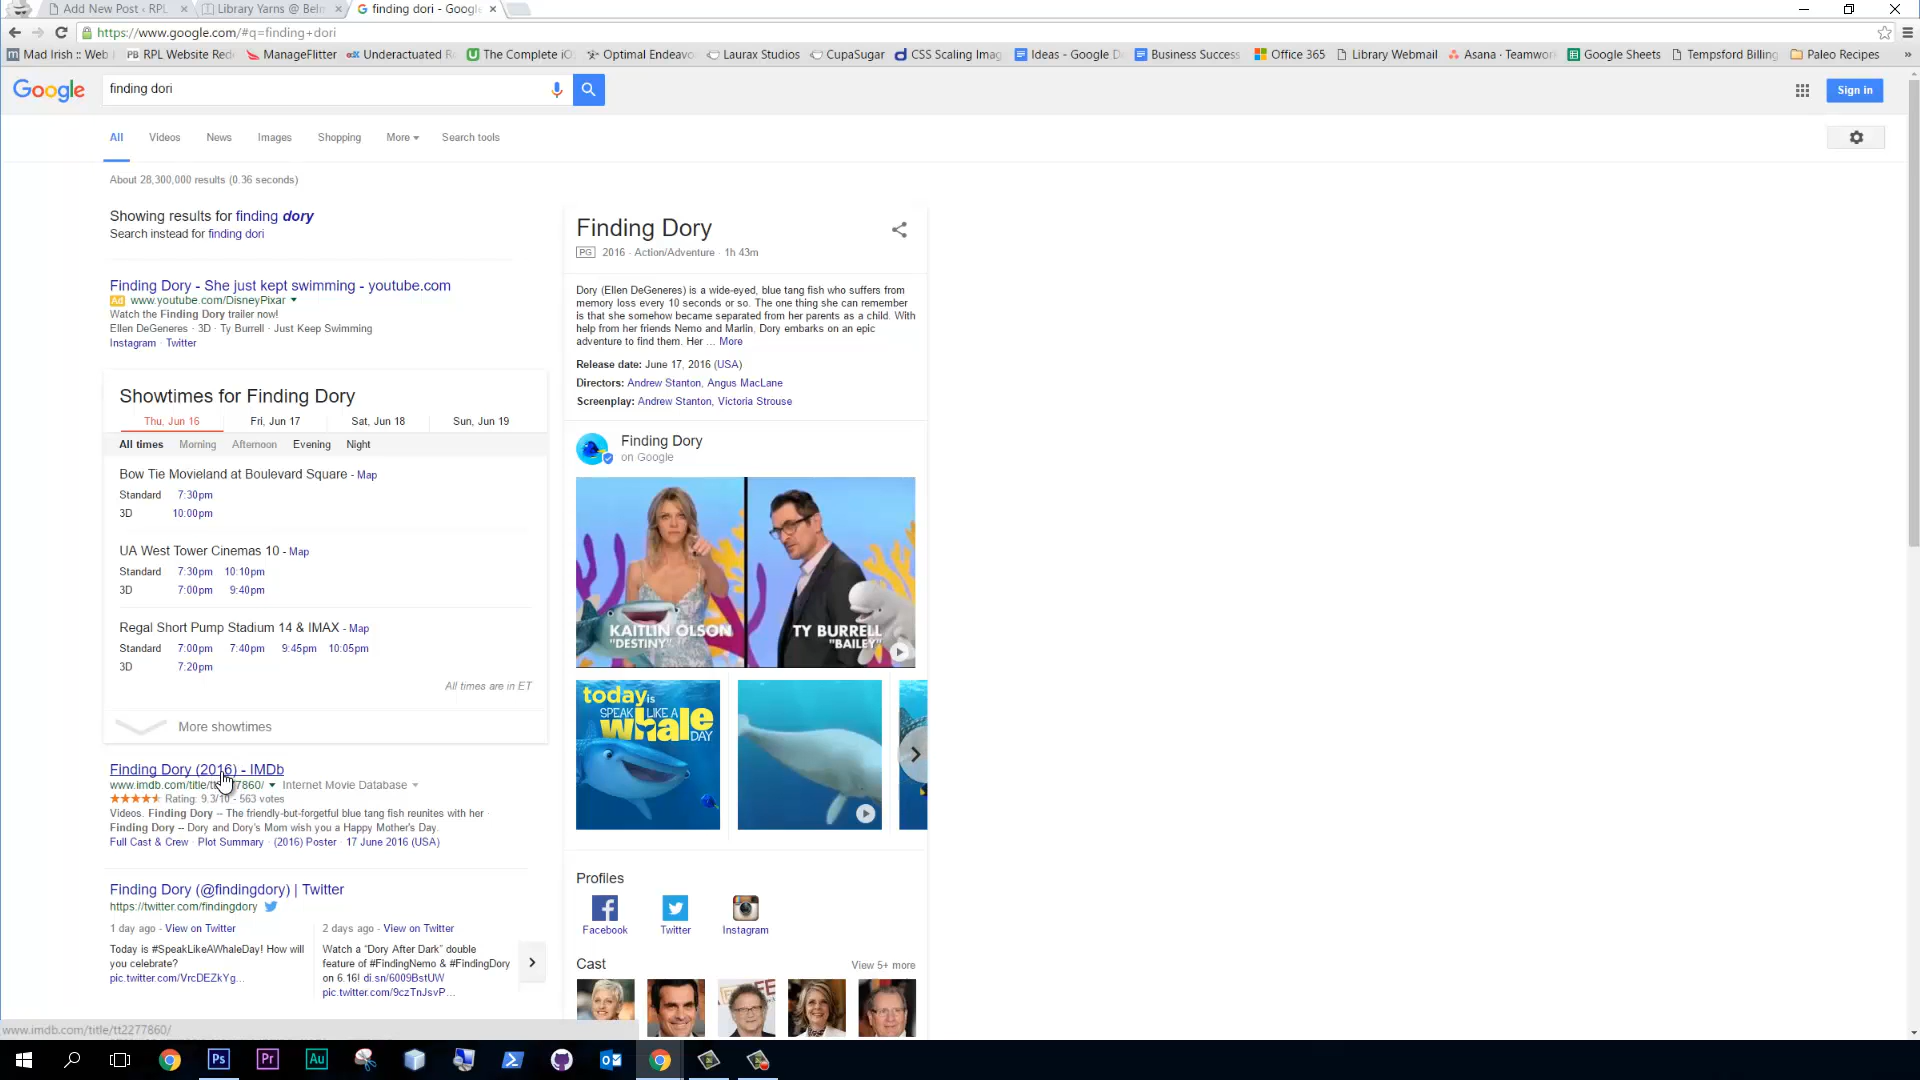 Add New Post ‹ RPL
Library Yarns @ Bel
finding dori - Google
https://www.google.com/#q=finding+dori
Mad Irish :: Web
RPL Website Red
ManageFlitter
Underactuated R
The Complete iO
Optimal Endeavo
Laurax Studios
CupaSugar
CSS Scaling Imag
Ideas - Google D
Business Success
Office 365
Library Webmail
Asana - Teamwor
Google Sheets
Tempsford Billing
Paleo Recipes
»
Google
finding dori
Sign in
All
Videos
News
Images
Shopping
More
Search tools
About 28,300,000 results (0.36 seconds)
Showing results for finding dory
Search instead for finding dori
Finding Dory - She just kept swimming - youtube.com
Ad www.youtube.com/DisneyPixar
Watch the Finding Dory trailer now!
Ellen DeGeneres · 3D · Ty Burrell · Just Keep Swimming
Instagram · Twitter
Showtimes for Finding Dory
Thu, Jun 16
Fri, Jun 17
Sat, Jun 18
Sun, Jun 19
All times
Morning
Afternoon
Evening
Night
Bow Tie Movieland at Boulevard Square - Map
Standard 7:30pm
3D 10:00pm
UA West Tower Cinemas 10 - Map
Standard 7:30pm 10:10pm
3D 7:00pm 9:40pm
Regal Short Pump Stadium 14 & IMAX - Map
Standard 7:00pm 7:40pm 9:45pm 10:05pm
3D 7:20pm
All times are in ET
More showtimes
Finding Dory (2016) - IMDb
www.imdb.com/title/tt 7860/ Internet Movie Database
Rating: 9.3/10 - 563 votes
Videos. Finding Dory -- The friendly-but-forgetful blue tang fish reunites with her ·
Finding Dory -- Dory and Dory's Mom wish you a Happy Mother's Day.
Full Cast & Crew · Plot Summary · (2016) Poster · 17 June 2016 (USA)
Finding Dory (@findingdory) | Twitter
https://twitter.com/findingdory
1 day ago - View on Twitter
Today is #SpeakLikeAWhaleDay! How will
you celebrate?
pic.twitter.com/VrcDEZkYg...
2 days ago - View on Twitter
Watch a "Dory After Dark" double
feature of #FindingNemo & #FindingDory
on 6.16! di.sn/6009BstUW
pic.twitter.com/9czTnJsvP...
Finding Dory
PG 2016 · Action/Adventure · 1h 43m
Dory (Ellen DeGeneres) is a wide-eyed, blue tang fish who suffers from
memory loss every 10 seconds or so. The one thing she can remember
is that she somehow became separated from her parents as a child. With
help from her friends Nemo and Marlin, Dory embarks on an epic
adventure to find them. Her ... More
Release date: June 17, 2016 (USA)
Directors: Andrew Stanton, Angus MacLane
Screenplay: Andrew Stanton, Victoria Strouse
Finding Dory
on Google
KAITLIN OLSON
"DESTINY"
TY BURRELL
"BAILEY"
today is
SPEAK LIKE A
whale
DAY
Profiles
Facebook
Twitter
Instagram
Cast
View 5+ more
www.imdb.com/title/tt2277860/
Ps
Pr
Au